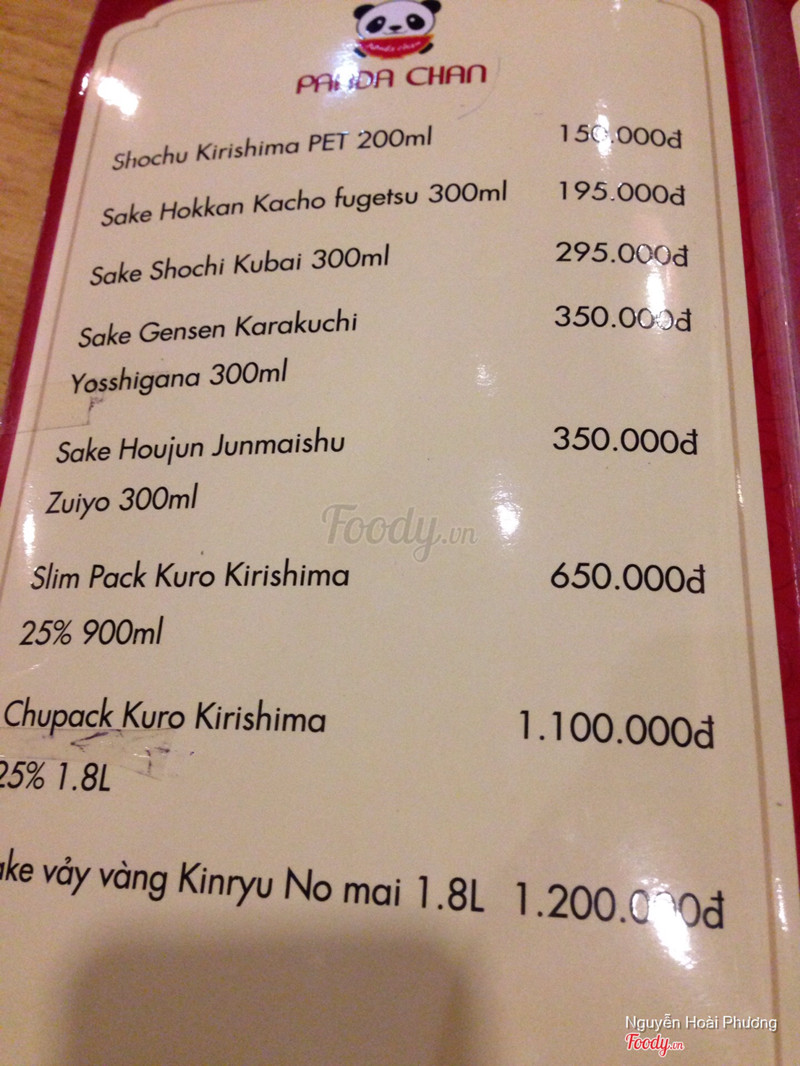 PANDA CHAN
Shochu Kirishima PET 200ml 150.000đ
Sake Hokkan Kacho fugetsu 300ml 195.000đ
Sake Shochi Kubai 300ml 295.000đ
Sake Gensen Karakuchi 350.000đ
Yosshigana 300ml
Sake Houjun Junmaishu 350.000đ
Zuiyo 300ml
Foody.vn
Slim Pack Kuro Kirishima 650.000đ
25% 900ml
Chupack Kuro Kirishima 1.100.000đ
25% 1.8L
ake vảy vàng Kinryu No mai 1.8L 1.200.000đ
Nguyễn Hoài Phương
Foody.vn